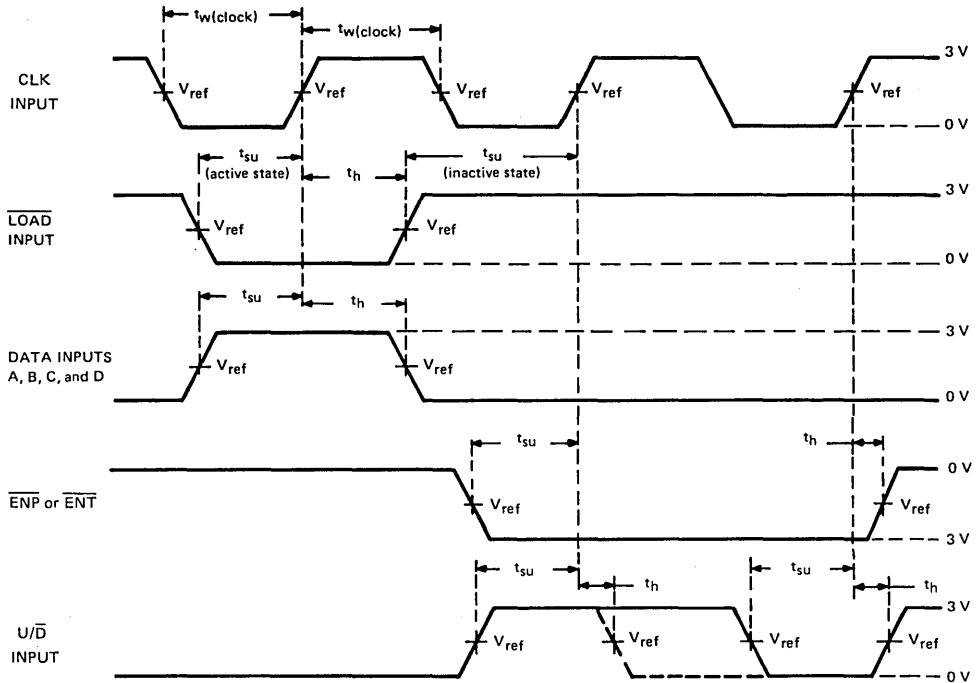 tw(clock)
tw(clock)
3 V
CLK
INPUT
Vref
Vref
Vref
Vref
Vref
0 V
tsu
(active state)
th
tsu
(inactive state)
3 V
LOAD
INPUT
Vref
Vref
0 V
tsu
th
3 V
DATA INPUTS
A, B, C, and D
Vref
Vref
0 V
tsu
th
0 V
ENP or ENT
Vref
Vref
3 V
tsu
th
tsu
th
3 V
U/D
INPUT
Vref
Vref
Vref
Vref
0 V